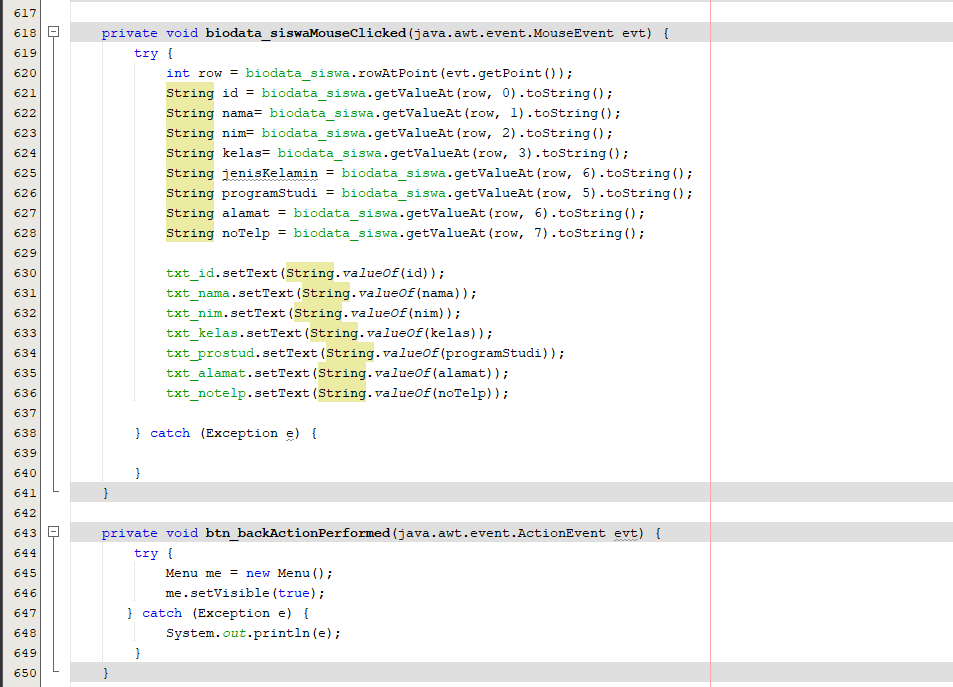 617
618 private void biodata_siswaMouseClicked(java.awt.event.MouseEvent evt) {
619 try {
620 int row = biodata_siswa.rowAtPoint(evt.getPoint());
621 String id = biodata_siswa.getValueAt(row, 0).toString();
622 String nama= biodata_siswa.getValueAt(row, 1).toString();
623 String nim= biodata_siswa.getValueAt(row, 2).toString();
624 String kelas= biodata_siswa.getValueAt(row, 3).toString();
625 String jenisKelamin = biodata_siswa.getValueAt(row, 6).toString();
626 String programStudi = biodata_siswa.getValueAt(row, 5).toString();
627 String alamat = biodata_siswa.getValueAt(row, 6).toString();
628 String noTelp = biodata_siswa.getValueAt(row, 7).toString();
629
630 txt_id.setText(String.valueOf(id));
631 txt_nama.setText(String.valueOf(nama));
632 txt_nim.setText(String.valueOf(nim));
633 txt_kelas.setText(String.valueOf(kelas));
634 txt_prostud.setText(String.valueOf(programStudi));
635 txt_alamat.setText(String.valueOf(alamat));
636 txt_notelp.setText(String.valueOf(noTelp));
637
638 } catch (Exception e) {
639
640 }
641 }
642
643 private void btn_backActionPerformed(java.awt.event.ActionEvent evt) {
644 try {
645 Menu me = new Menu();
646 me.setVisible(true);
647 } catch (Exception e) {
648 System.out.println(e);
649 }
650 }